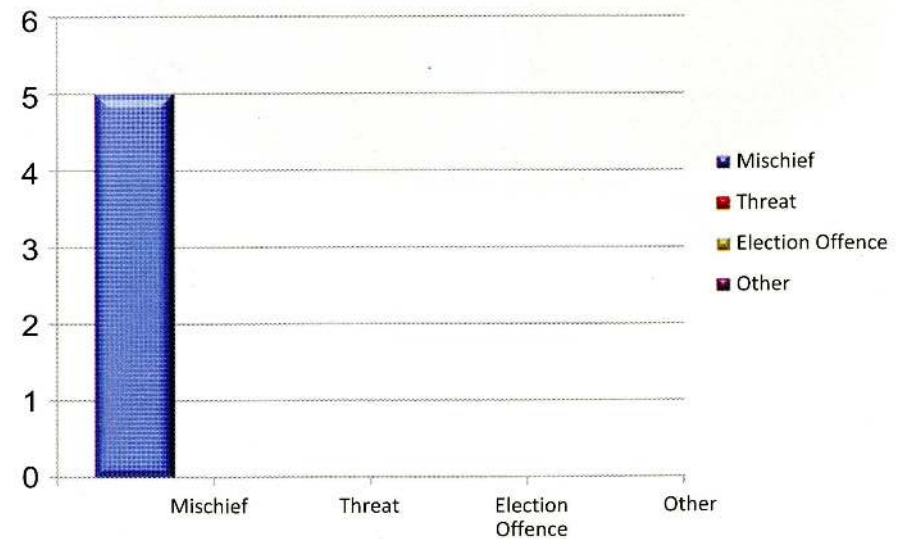 6
5
4
3
2
1
0
Mischief
Threat
Election
Offence
Other
Mischief
Threat
Election Offence
Other